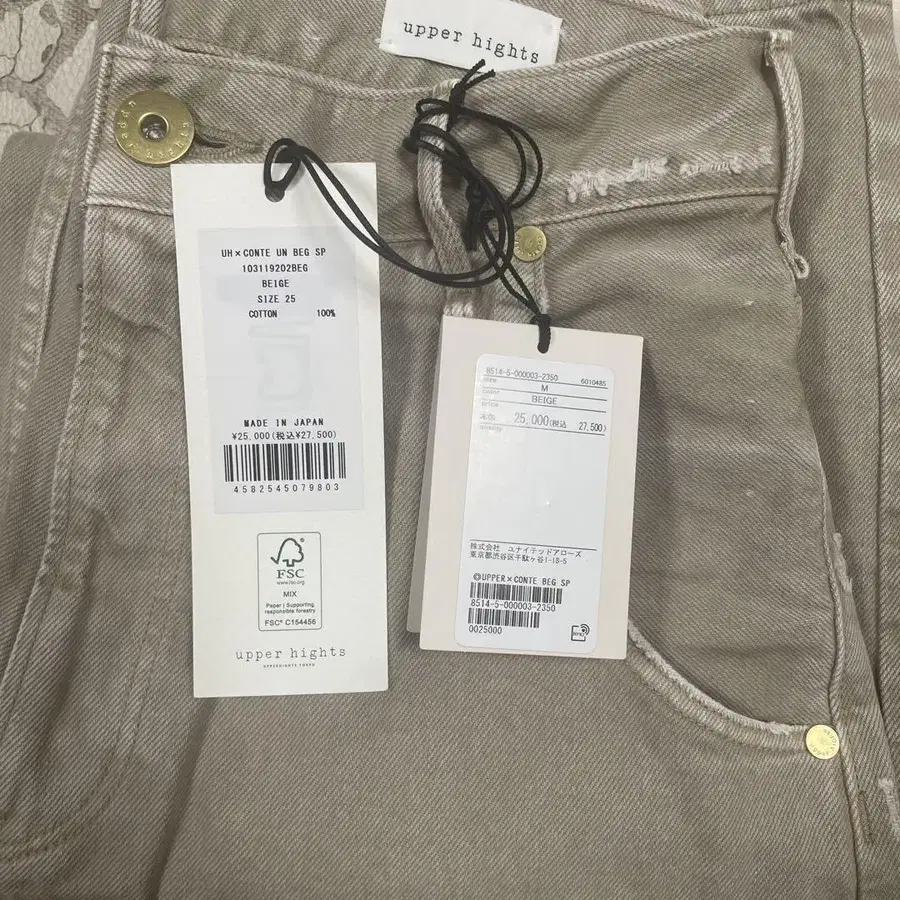 upper hights
UH×CONTE UN BEG SP
103119202BEG
BEIGE
SIZE 25
COTTON 100%
MADE IN JAPAN
¥25,000(税込¥27,500)
4582545079803
FSC
www.fsc.org
MIX
Paper | Supporting
responsible forestry
FSC® C154456
upper hights
UPPERHIGHTS TOKYO
8514-5-000003-2350
size 6010485
color M
price BEIGE
25,000(税込 27,500)
quality
株式会社 ユナイテッドアローズ
東京都渋谷区千駄ヶ谷1-18-5
©UPPER×CONTE BEG SP
8514-5-000003-2350
0025000